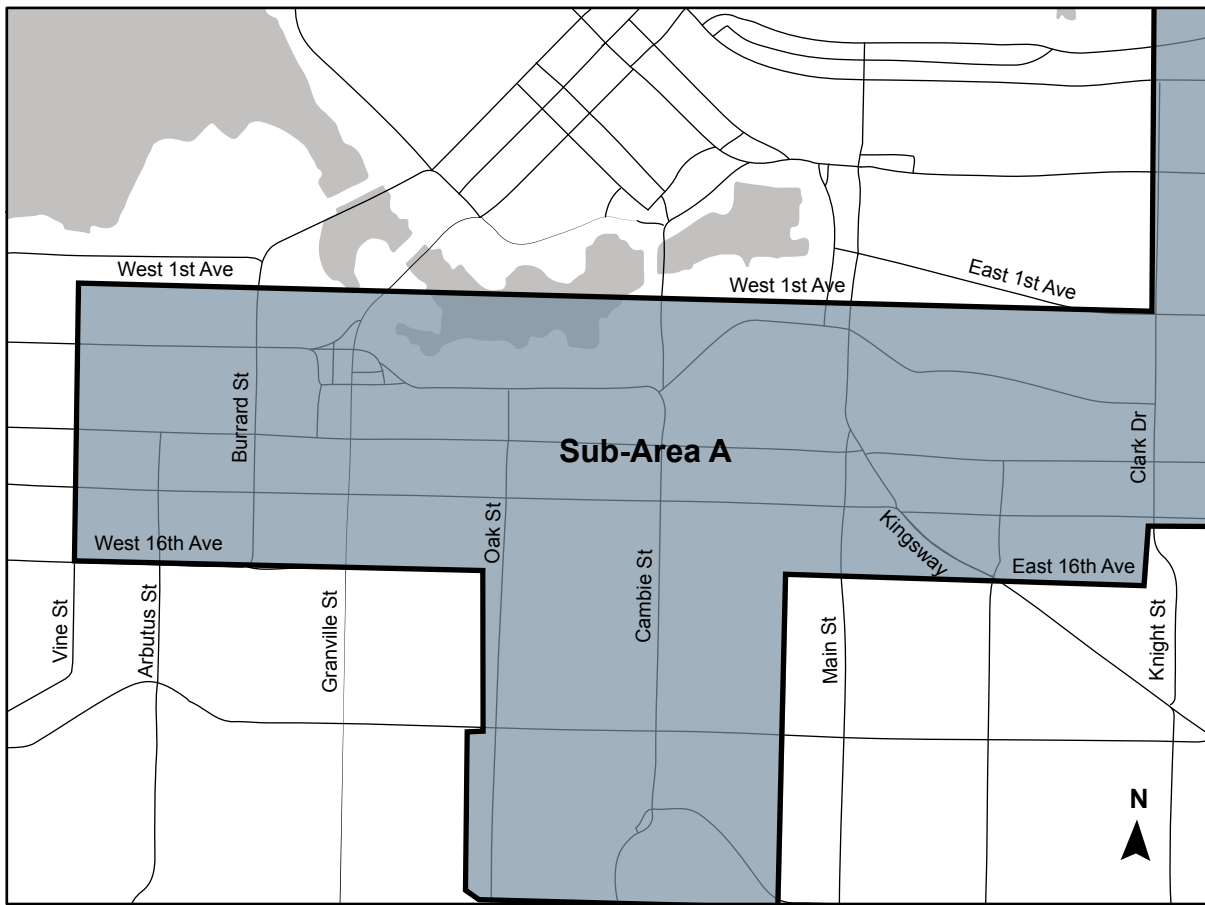 West 1st Ave
West 1st Ave
East 1st Ave
Burrard St
Sub-Area A
Clark Dr
West 16th Ave
Oak St
Kingsway
East 16th Ave
Vine St
Arbutus St
Granville St
Cambie St
Main St
Knight St
N